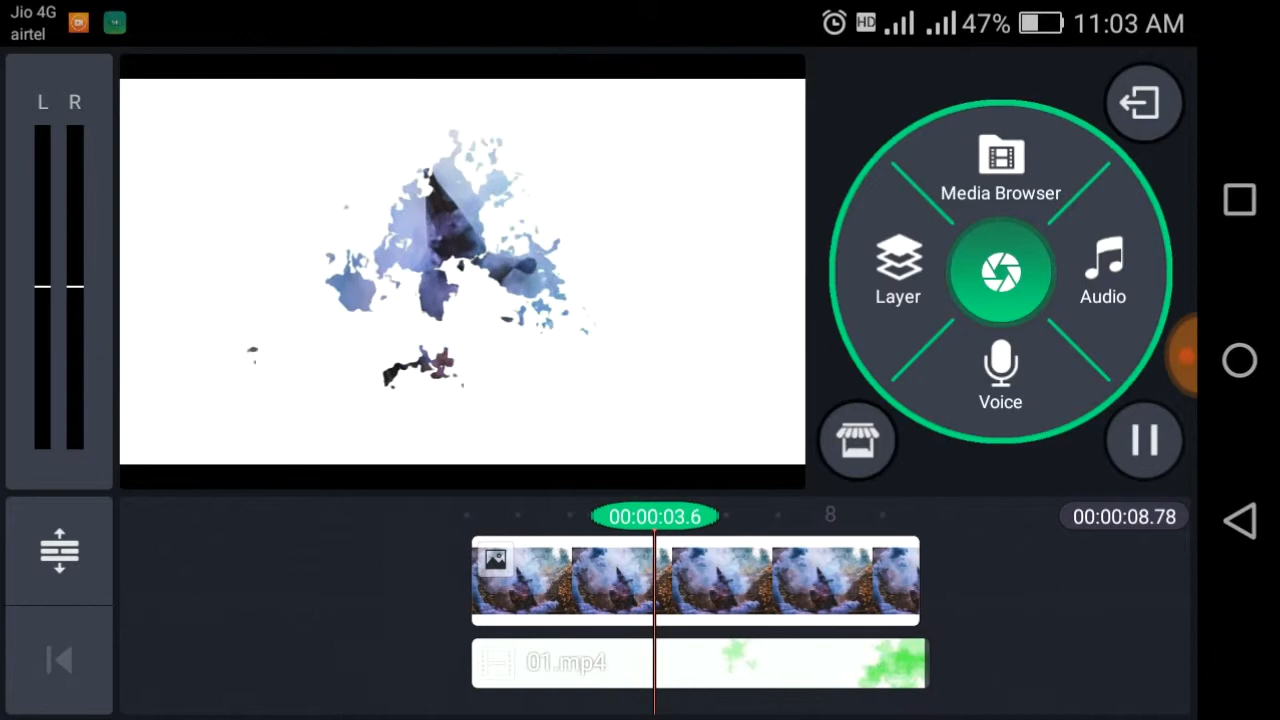 Jio 4G
airtel
HD
47%
11:03 AM
L R
Media Browser
Layer
Audio
Voice
00:00:03.6
8
00:00:08.78
01.mp4